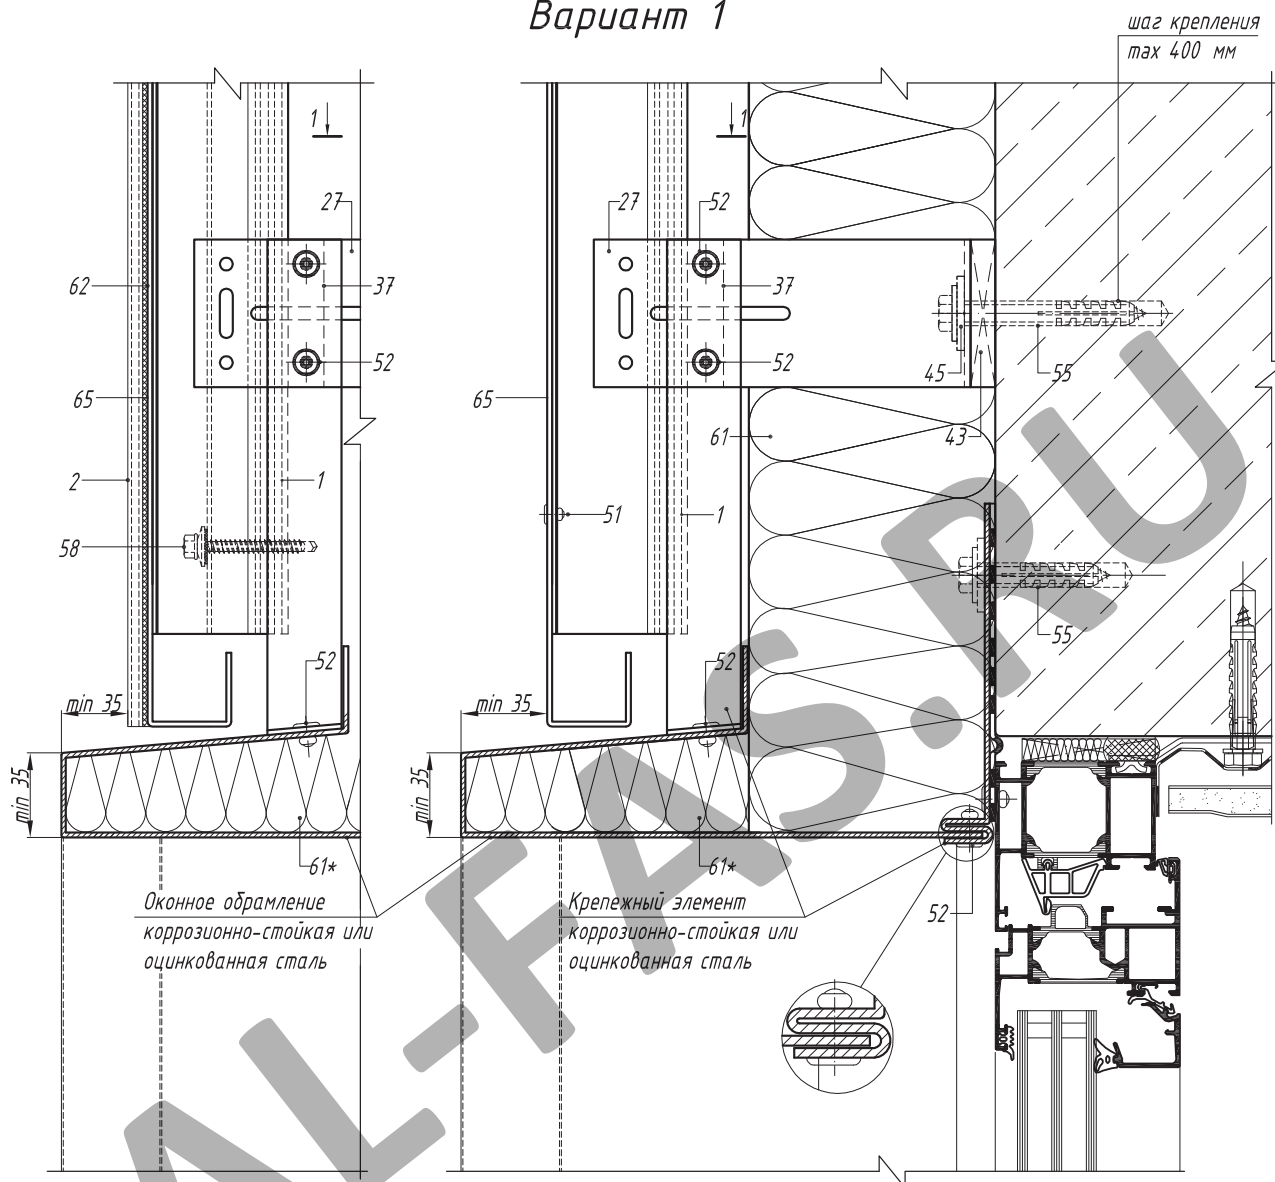 Вариант 1
шаг крепления
max 400 мм
1
1
27
27
52
62
37
37
52
52
45
55
65
65
61
43
2
1
51
1
58
55
52
52
min 35
min 35
min 35
min 35
61*
61*
Оконное обрамление
коррозионно-стойкая или
оцинкованная сталь
Крепежный элемент
коррозионно-стойкая или
оцинкованная сталь
52
AL-FAS.RU